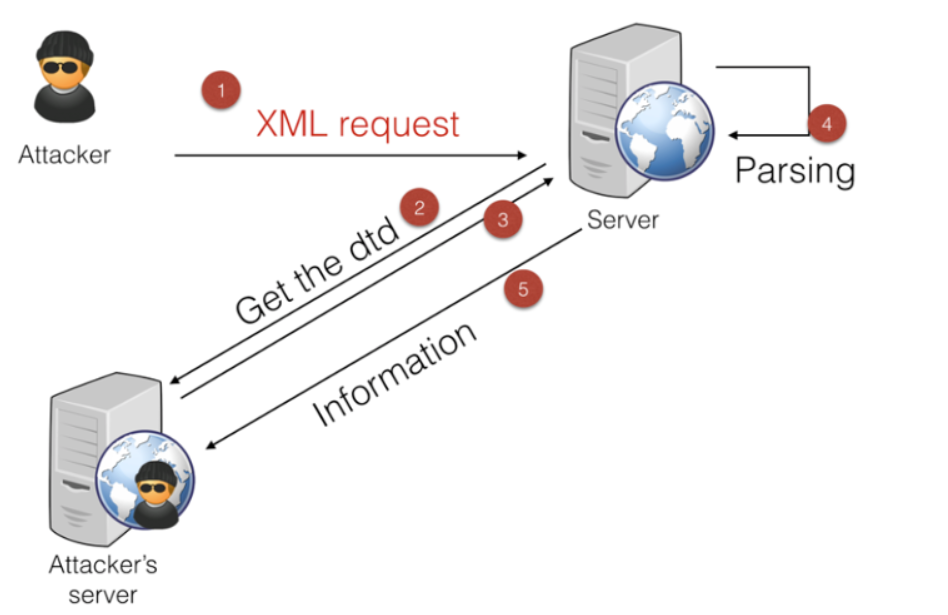 1
XML request
Attacker
4
Parsing
2
3
Get the dtd
Server
5
Information
Attacker's
server